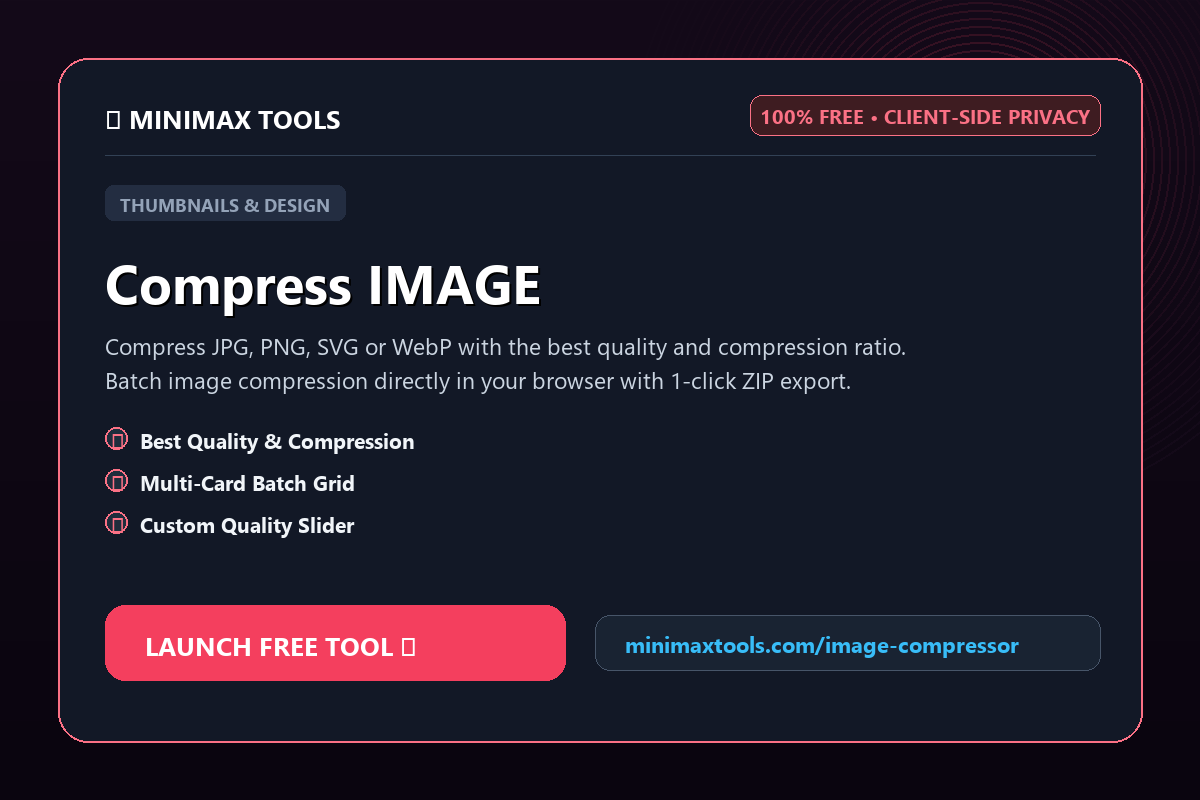 MINIMAX TOOLS
100% FREE • CLIENT-SIDE PRIVACY
THUMBNAILS & DESIGN
Compress IMAGE
Compress JPG, PNG, SVG or WebP with the best quality and compression ratio.
Batch image compression directly in your browser with 1-click ZIP export.
Best Quality & Compression
Multi-Card Batch Grid
Custom Quality Slider
LAUNCH FREE TOOL
minimaxtools.com/image-compressor